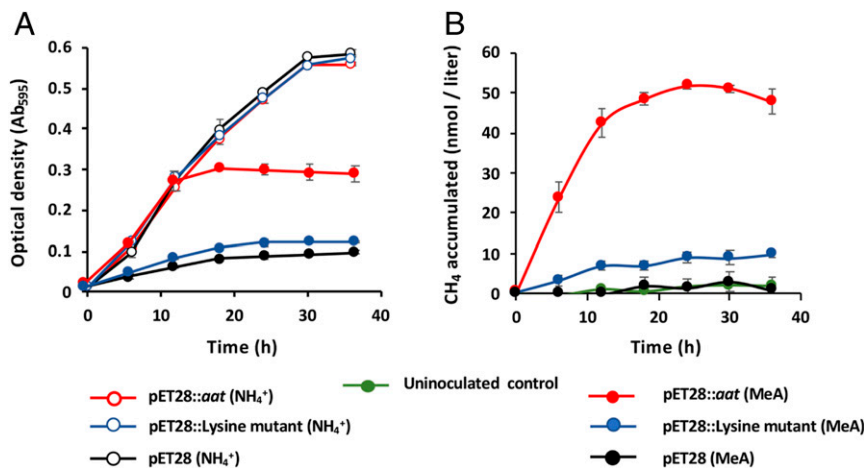 A
Optical density (Ab₅₉₅)
0.6
0.5
0.4
0.3
0.2
0.1
0
0
10
20
30
40
Time (h)
B
CH₄ accumulated (nmol / liter)
60
50
40
30
20
10
0
0
10
20
30
40
Time (h)
Uninoculated control
pET28::aat (NH₄⁺)
pET28::Lysine mutant (NH₄⁺)
pET28 (NH₄⁺)
pET28::aat (MeA)
pET28::Lysine mutant (MeA)
pET28 (MeA)